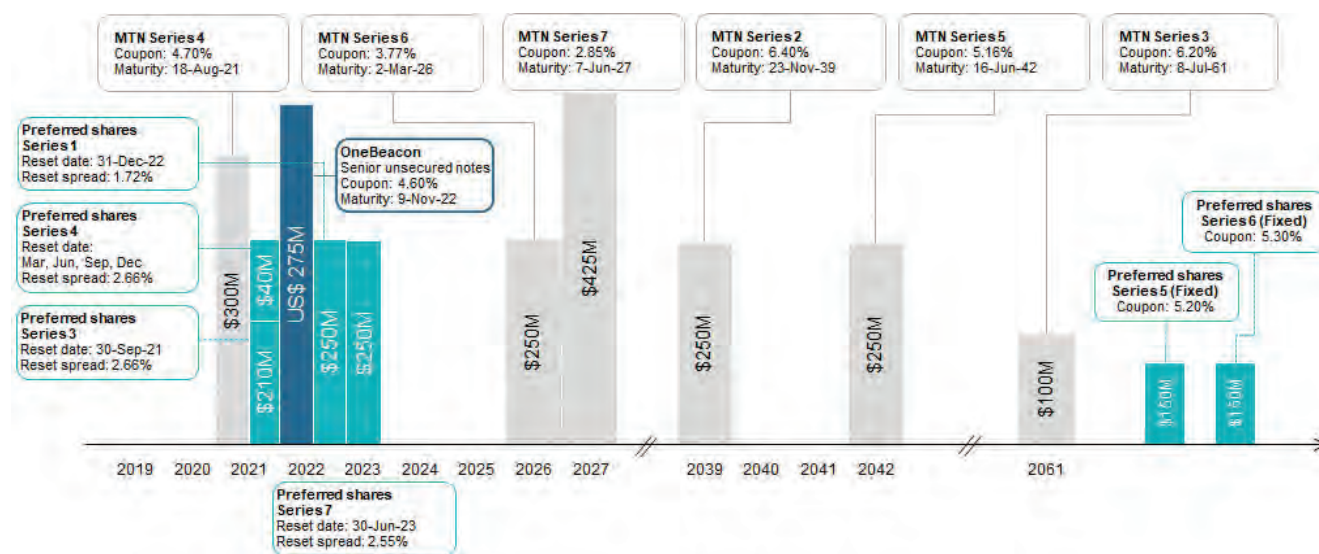 MTN Series 4
Coupon: 4.70%
Maturity: 18-Aug-21
MTN Series 6
Coupon: 3.77%
Maturity: 2-Mar-26
MTN Series 7
Coupon: 2.85%
Maturity: 7-Jun-27
MTN Series 2
Coupon: 6.40%
Maturity: 23-Nov-39
MTN Series 5
Coupon: 5.16%
Maturity: 16-Jun-42
MTN Series 3
Coupon: 6.20%
Maturity: 8-Jul-61
Preferred shares
Series 1
Reset date: 31-Dec-22
Reset spread: 1.72%
OneBeacon
Senior unsecured notes
Coupon: 4.60%
Maturity: 9-Nov-22
Preferred shares
Series 4
Reset date:
Mar, Jun, Sep, Dec
Reset spread: 2.66%
Preferred shares
Series 3
Reset date: 30-Sep-21
Reset spread: 2.66%
Preferred shares
Series 6 (Fixed)
Coupon: 5.30%
Preferred shares
Series 5 (Fixed)
Coupon: 5.20%
$300M
$40M
$210M
US$ 275M
$250M
$250M
$250M
$425M
$250M
$250M
$100M
$150M
$150M
2019 2020 2021 2022 2023 2024 2025 2026 2027 2039 2040 2041 2042 2061
Preferred shares
Series 7
Reset date: 30-Jun-23
Reset spread: 2.55%